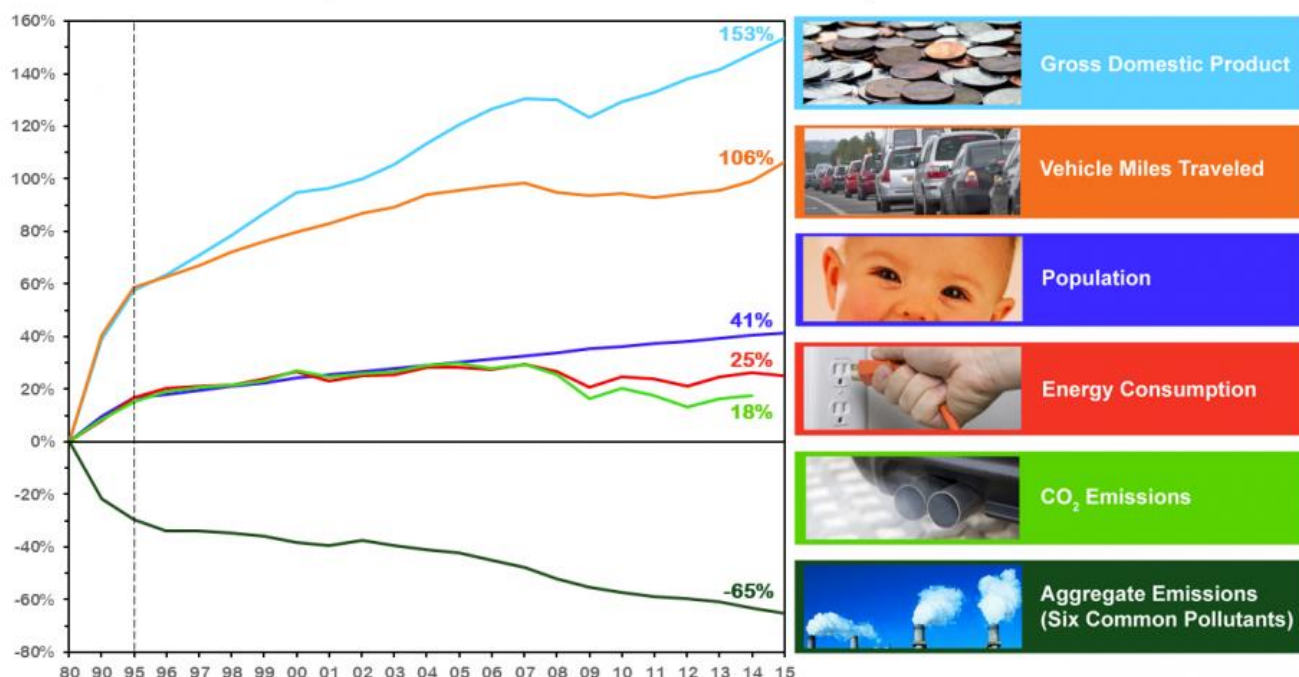 160%
140%
120%
100%
80%
60%
40%
20%
0%
-20%
-40%
-60%
-80%
80 90 95 96 97 98 99 00 01 02 03 04 05 06 07 08 09 10 11 12 13 14 15
153%
106%
41%
25%
18%
-65%
Gross Domestic Product
Vehicle Miles Traveled
Population
Energy Consumption
CO₂ Emissions
Aggregate Emissions
(Six Common Pollutants)